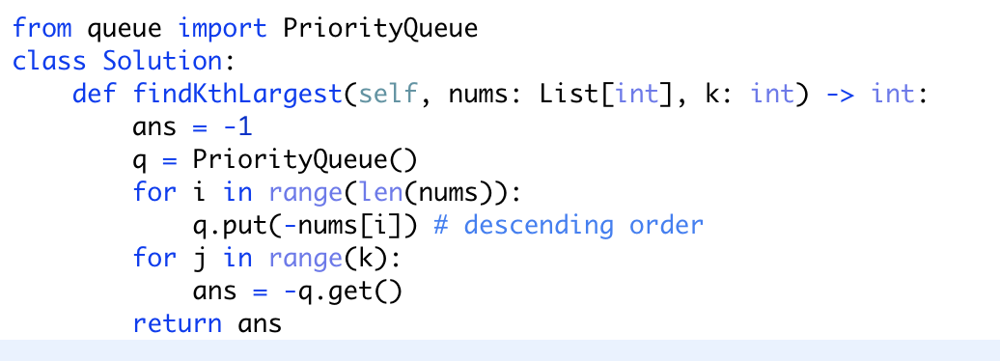 from queue import PriorityQueue
class Solution:
    def findKthLargest(self, nums: List[int], k: int) -> int:
        ans = -1
        q = PriorityQueue()
        for i in range(len(nums)):
            q.put(-nums[i]) # descending order
        for j in range(k):
            ans = -q.get()
        return ans